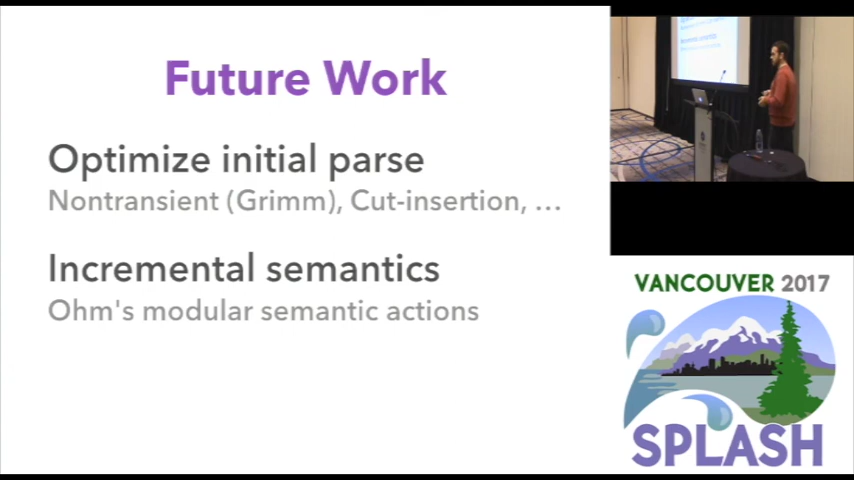 Future Work
Optimize initial parse
Nontransient (Grimm), Cut-insertion, …
Incremental semantics
Ohm's modular semantic actions
VANCOUVER 2017
SPLASH